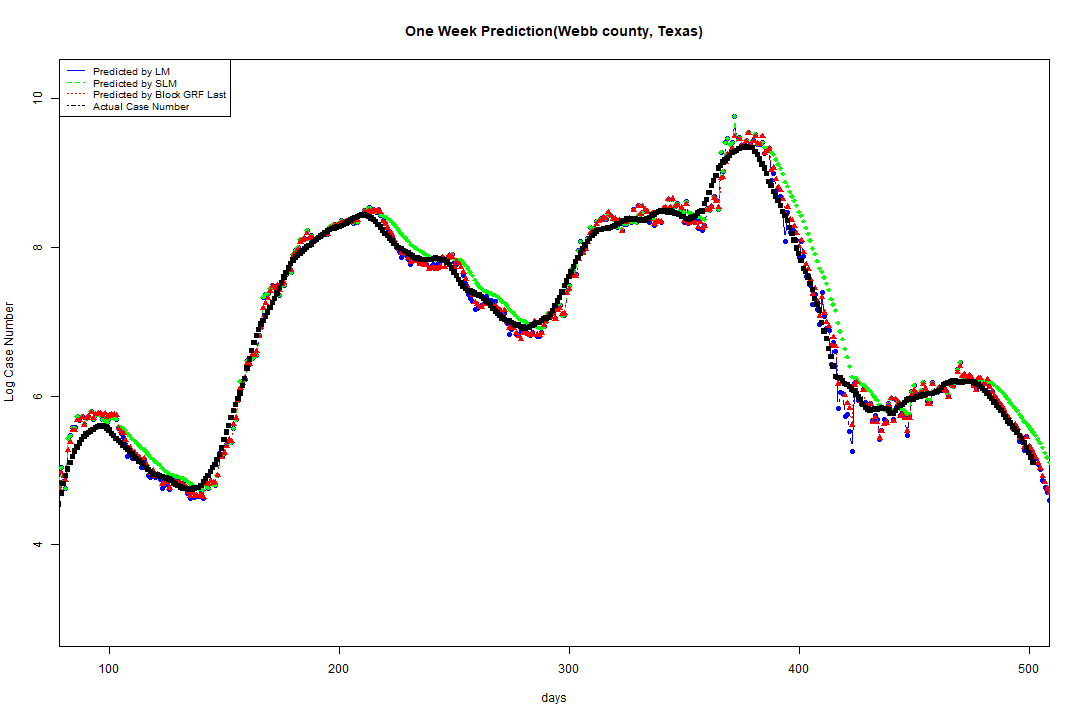 One Week Prediction(Webb county, Texas)
Predicted by LM
Predicted by SLM
Predicted by Block GRF Last
Actual Case Number
10
8
6
4
Log Case Number
100 200 300 400 500
days